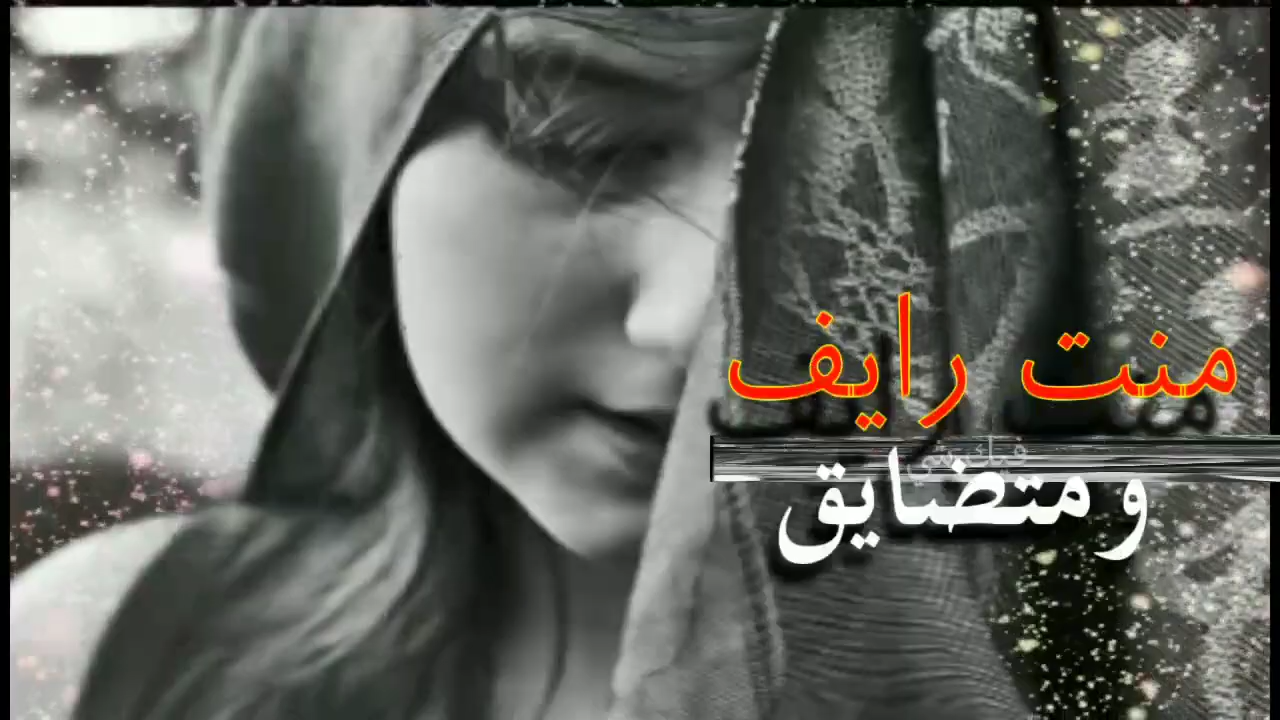 منت رايف
و متضايق